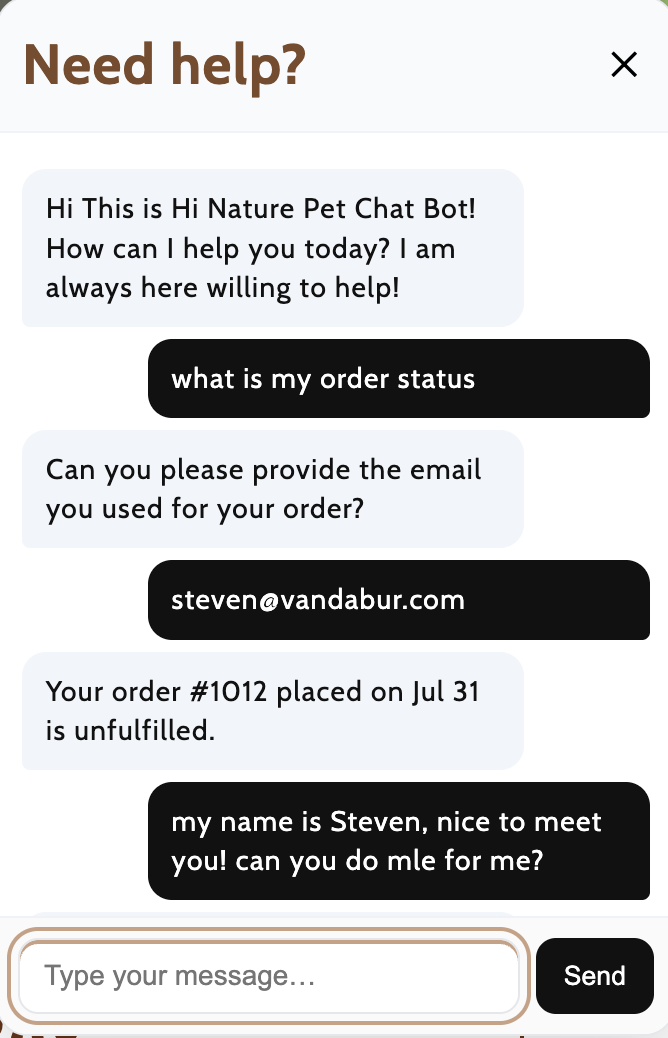 Need help?
Hi This is Hi Nature Pet Chat Bot!
How can I help you today? I am
always here willing to help!
what is my order status
Can you please provide the email
you used for your order?
steven@vandabur.com
Your order #1012 placed on Jul 31
is unfulfilled.
my name is Steven, nice to meet
you! can you do mle for me?
Type your message...
Send